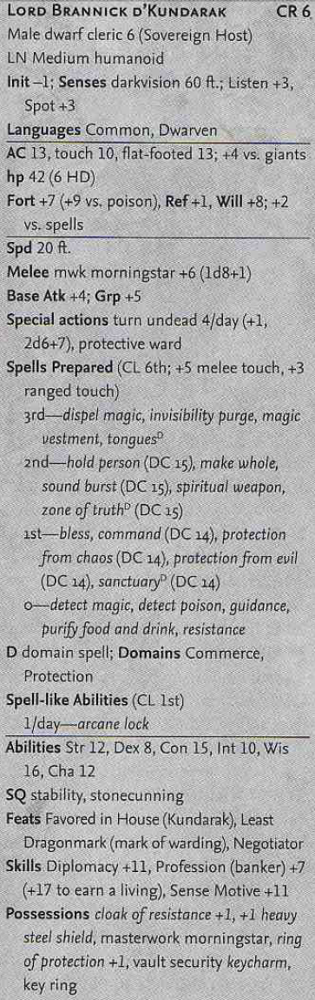 LORD BRANNICK D'KUNDARAK CR 6
Male dwarf cleric 6 (Sovereign Host)
LN Medium humanoid
Init –1; Senses darkvision 60 ft.; Listen +3,
Spot +3
Languages Common, Dwarven
AC 13, touch 10, flat-footed 13; +4 vs. giants
hp 42 (6 HD)
Fort +7 (+9 vs. poison), Ref +1, Will +8; +2
vs. spells
Spd 20 ft.
Melee mwk morningstar +6 (1d8+1)
Base Atk +4; Grp +5
Special actions turn undead 4/day (+1,
2d6+7), protective ward
Spells Prepared (CL 6th; +5 melee touch, +3
ranged touch)
3rd—dispel magic, invisibility purge, magic
vestment, tonguesD
2nd—hold person (DC 15), make whole,
sound burst (DC 15), spiritual weapon,
zone of truthD (DC 15)
1st—bless, command (DC 14), protection
from chaos (DC 14), protection from evil
(DC 14), sanctuaryD (DC 14)
0—detect magic, detect poison, guidance,
purify food and drink, resistance
D domain spell; Domains Commerce,
Protection
Spell-like Abilities (CL 1st)
1/day—arcane lock
Abilities Str 12, Dex 8, Con 15, Int 10, Wis
16, Cha 12
SQ stability, stonecunning
Feats Favored in House (Kundarak), Least
Dragonmark (mark of warding), Negotiator
Skills Diplomacy +11, Profession (banker) +7
(+17 to earn a living), Sense Motive +11
Possessions cloak of resistance +1, +1 heavy
steel shield, masterwork morningstar, ring
of protection +1, vault security keycharm,
key ring